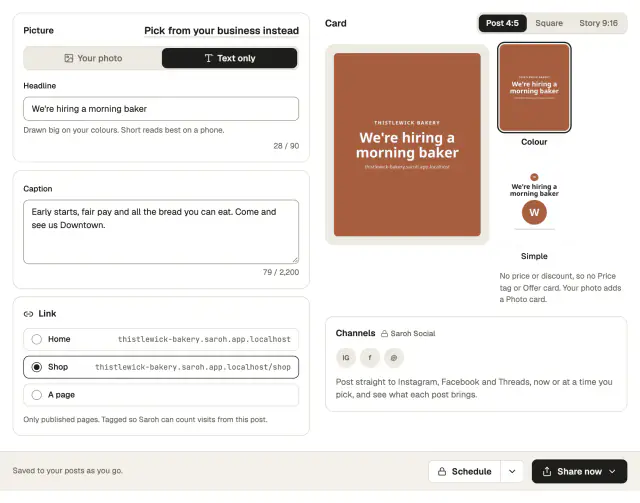 Picture
Pick from your business instead
Your photo
Text only
Headline
We're hiring a morning baker
Drawn big on your colours. Short reads best on a phone.
28 / 90
Caption
Early starts, fair pay and all the bread you can eat. Come and
see us Downtown.
79 / 2,200
Link
Home
thistlewick-bakery.saroh.app.localhost
Shop
thistlewick-bakery.saroh.app.localhost/shop
A page
Only published pages. Tagged so Saroh can count visits from this post.
Card
Post 4:5
Square
Story 9:16
THISTLEWICK BAKERY
We're hiring a
morning baker
thistlewick-bakery.saroh.app.localhost
We're hiring a
morning baker
Colour
We're hiring a
morning baker
W
Simple
No price or discount, so no Price
tag or Offer card. Your photo adds
a Photo card.
Channels
Saroh Social
IG
f
@
Post straight to Instagram, Facebook and Threads, now or at a time you
pick, and see what each post brings.
Saved to your posts as you go.
Schedule
Share now